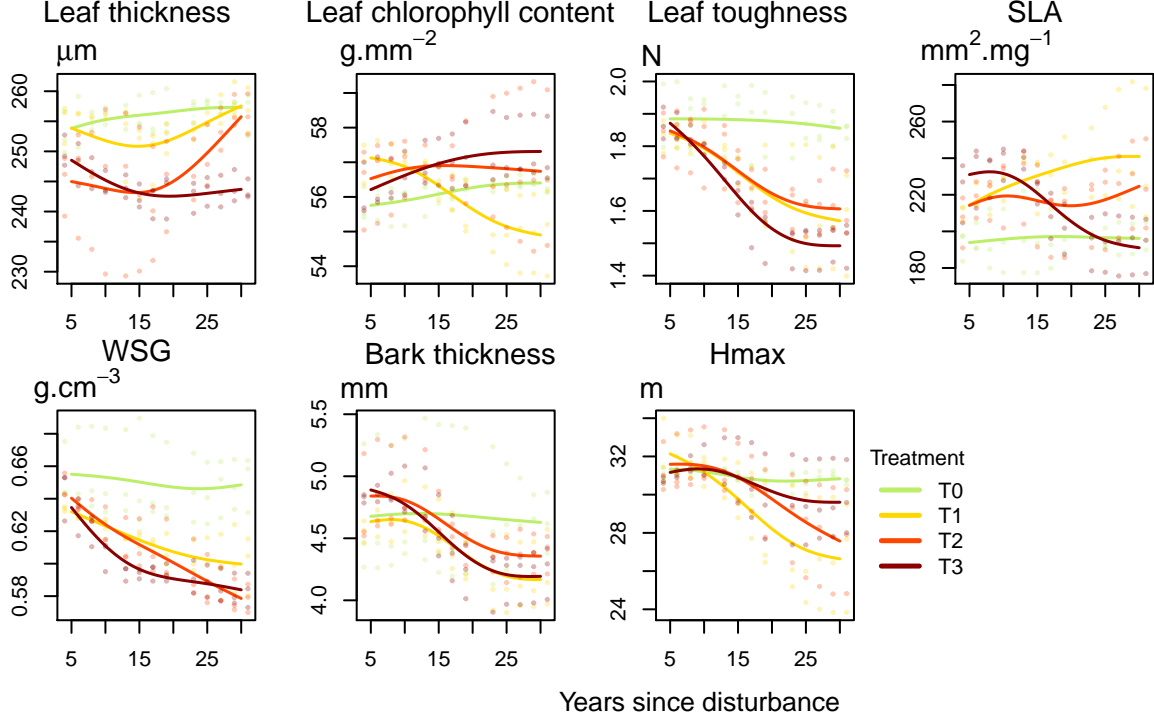 Leaf thickness
μm
260
250
240
230
5 15 25
Leaf chlorophyll content
g.mm−2
58
56
54
5 15 25
Leaf toughness
N
2.0
1.8
1.6
1.4
5 15 25
SLA
mm2.mg−1
260
220
180
5 15 25
WSG
g.cm−3
0.66
0.62
0.58
5 15 25
Bark thickness
mm
5.5
5.0
4.5
4.0
5 15 25
Hmax
m
32
28
24
5 15 25
Treatment
T0
T1
T2
T3
Years since disturbance